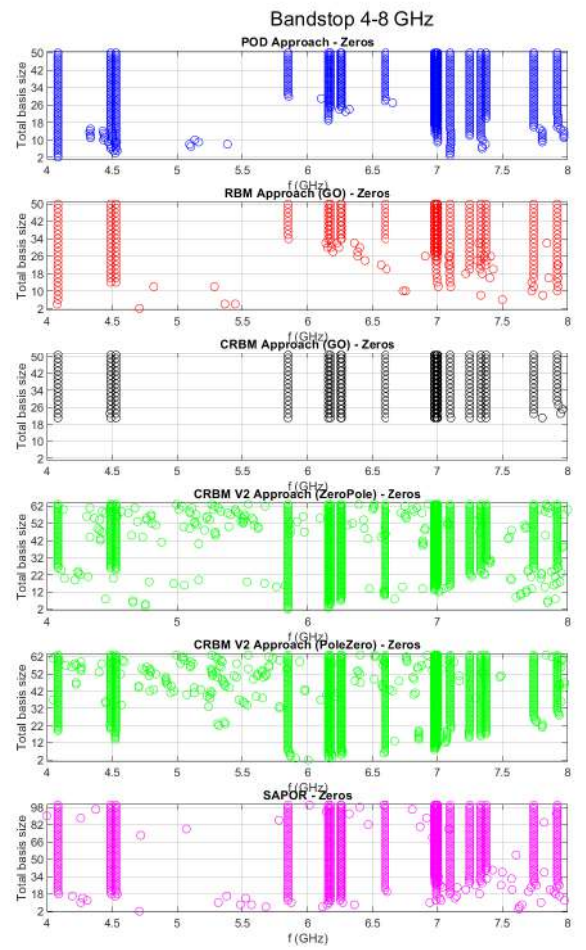 Bandstop 4-8 GHz
POD Approach - Zeros
Total basis size
50
42
34
26
18
10
2
4 4.5 5 5.5 6 6.5 7 7.5 8
f (GHz)
RBM Approach (GO) - Zeros
Total basis size
50
42
34
26
18
10
2
4 4.5 5 5.5 6 6.5 7 7.5 8
f (GHz)
CRBM Approach (GO) - Zeros
Total basis size
50
42
34
26
18
10
2
4 4.5 5 5.5 6 6.5 7 7.5 8
f (GHz)
CRBM V2 Approach (ZeroPole) - Zeros
Total basis size
62
52
42
32
22
12
2
4 4.5 5 5.5 6 6.5 7 7.5 8
f (GHz)
CRBM V2 Approach (PoleZero) - Zeros
Total basis size
62
52
42
32
22
12
2
4 4.5 5 5.5 6 6.5 7 7.5 8
f (GHz)
SAPOR - Zeros
Total basis size
98
82
66
50
34
18
2
4 4.5 5 5.5 6 6.5 7 7.5 8
f (GHz)